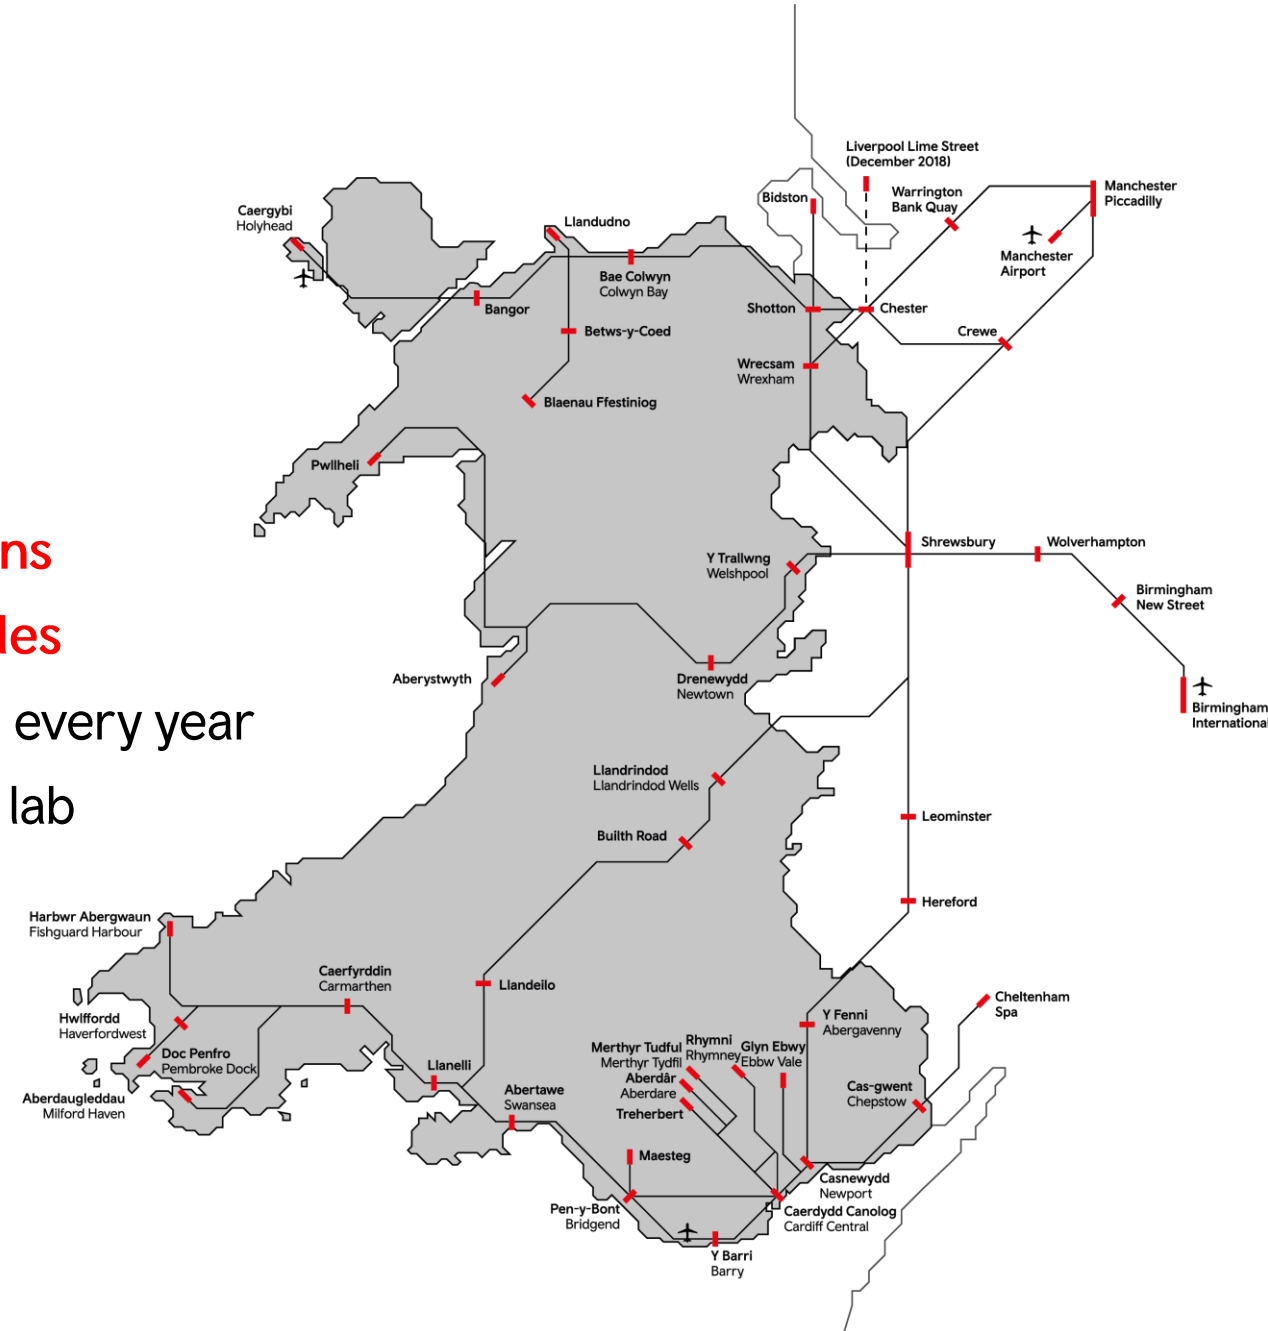 Liverpool Lime Street
(December 2018)
Manchester
Piccadilly
Warrington
Bank Quay
Bidston
Caergybi
Holyhead
Llandudno
Manchester
Airport
Bae Colwyn
Colwyn Bay
Bangor
Shotton
Chester
Betws-y-Coed
Crewe
Wrecsam
Wrexham
Blaenau Ffestiniog
Pwllheli
ns
Shrewsbury
Wolverhampton
Y Trallwng
Welshpool
Birmingham
New Street
les
Aberystwyth
Drenewydd
Newtown
Birmingham
International
every year
Llandrindod
Llandrindod Wells
lab
Leominster
Builth Road
Hereford
Harbwr Abergwaun
Fishguard Harbour
Caerfyrddin
Carmarthen
Llandeilo
Cheltenham
Spa
Hwlffordd
Haverfordwest
Y Fenni
Abergavenny
Doc Penfro
Pembroke Dock
Merthyr Tudful
Merthyr Tydfil
Rhymni
Rhymney
Glyn Ebwy
Ebbw Vale
Llanelli
Aberdâr
Aberdare
Aberdaugleddau
Milford Haven
Abertawe
Swansea
Treherbert
Cas-gwent
Chepstow
Maesteg
Casnewydd
Newport
Pen-y-Bont
Bridgend
Caerdydd Canolog
Cardiff Central
Y Barri
Barry